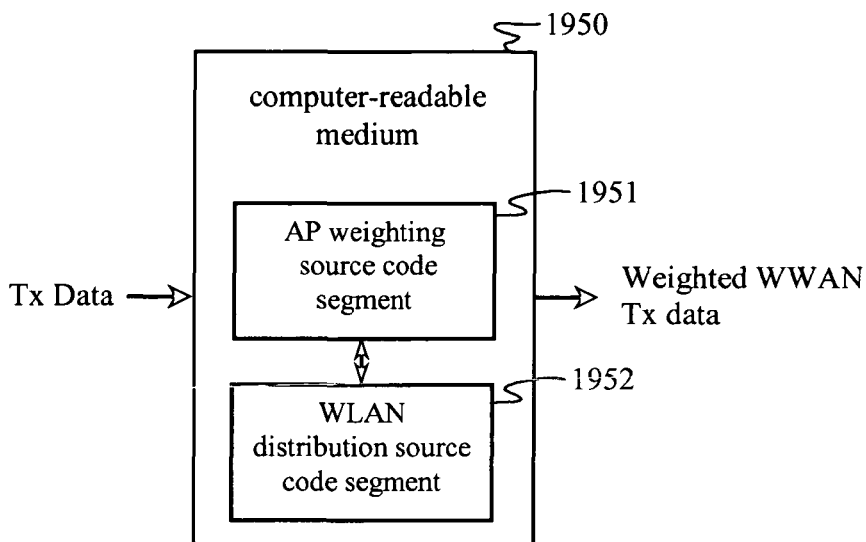 1950
computer-readable
medium
1951
AP weighting
source code
segment
Tx Data
Weighted WWAN
Tx data
1952
WLAN
distribution source
code segment